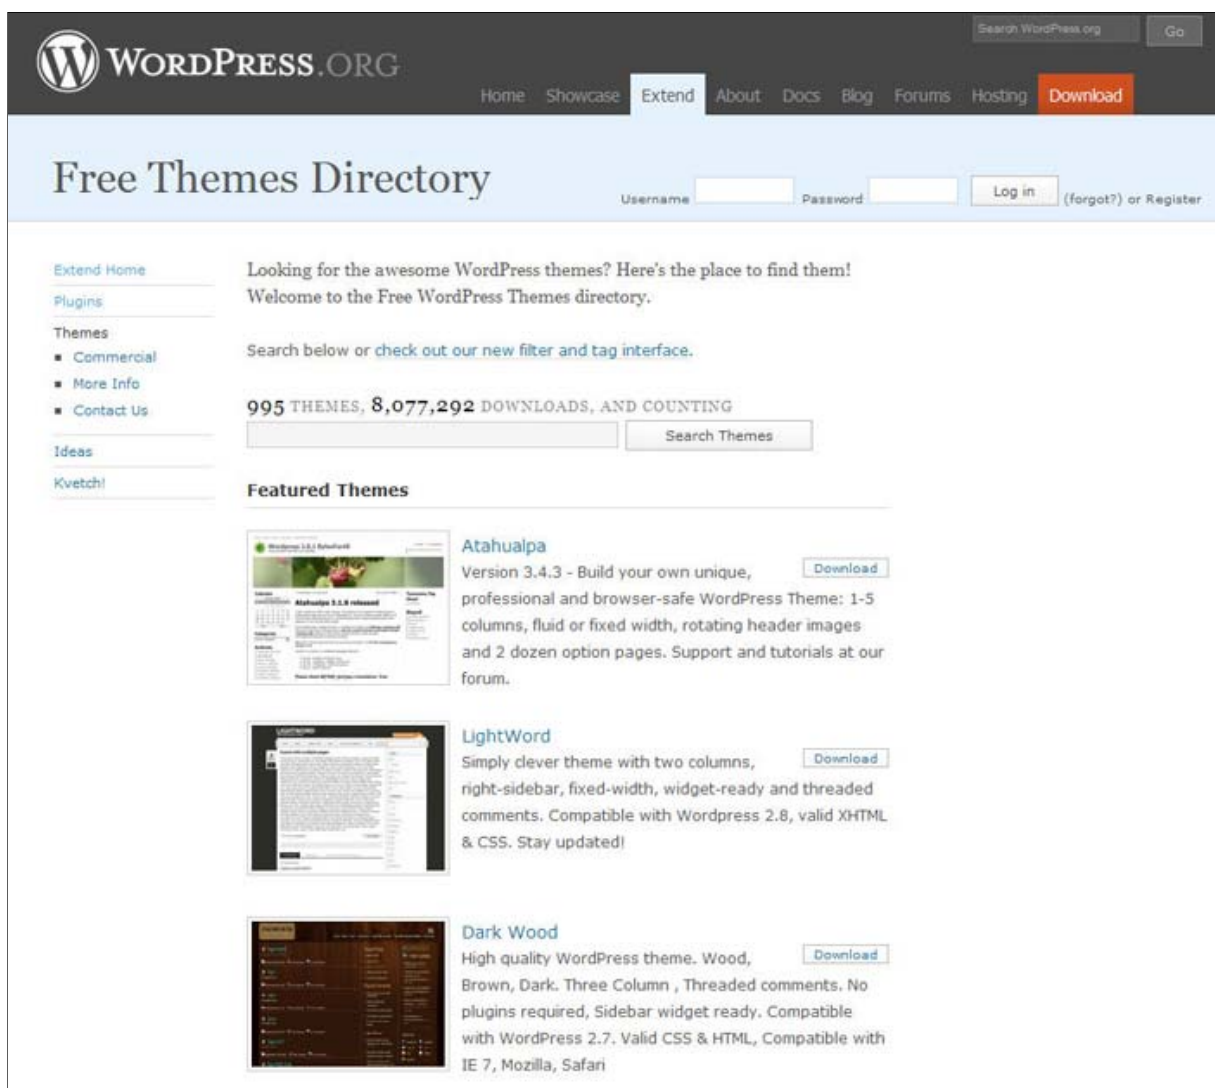 WORDPRESS.ORG
Search WordPress.org Go
Home Showcase Extend About Docs Blog Forums Hosting Download
Free Themes Directory
Username Password Log in (forgot?) or Register
Extend Home
Plugins
Themes
Commercial
More Info
Contact Us
Ideas
Kvetch!
Looking for the awesome WordPress themes? Here's the place to find them!
Welcome to the Free WordPress Themes directory.
Search below or check out our new filter and tag interface.
995 THEMES, 8,077,292 DOWNLOADS, AND COUNTING
Search Themes
Featured Themes
Atahualpa 3.1.8 released
Atahualpa
Download
Version 3.4.3 - Build your own unique,
professional and browser-safe WordPress Theme: 1-5
columns, fluid or fixed width, rotating header images
and 2 dozen option pages. Support and tutorials at our
forum.
LIGHTWORD
LightWord
Download
Simply clever theme with two columns,
right-sidebar, fixed-width, widget-ready and threaded
comments. Compatible with Wordpress 2.8, valid XHTML
& CSS. Stay updated!
Dark Wood
Download
High quality WordPress theme. Wood,
Brown, Dark. Three Column , Threaded comments. No
plugins required, Sidebar widget ready. Compatible
with WordPress 2.7. Valid CSS & HTML, Compatible with
IE 7, Mozilla, Safari